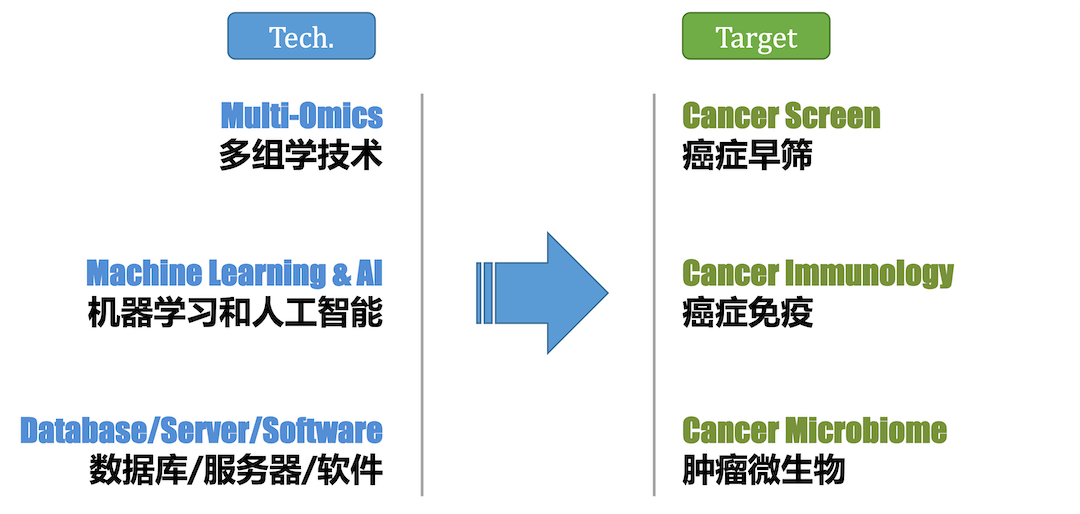 Tech.
Multi-Omics
多组学技术
Machine Learning & AI
机器学习和人工智能
Database/Server/Software
数据库/服务器/软件
Target
Cancer Screen
癌症早筛
Cancer Immunology
癌症免疫
Cancer Microbiome
肿瘤微生物